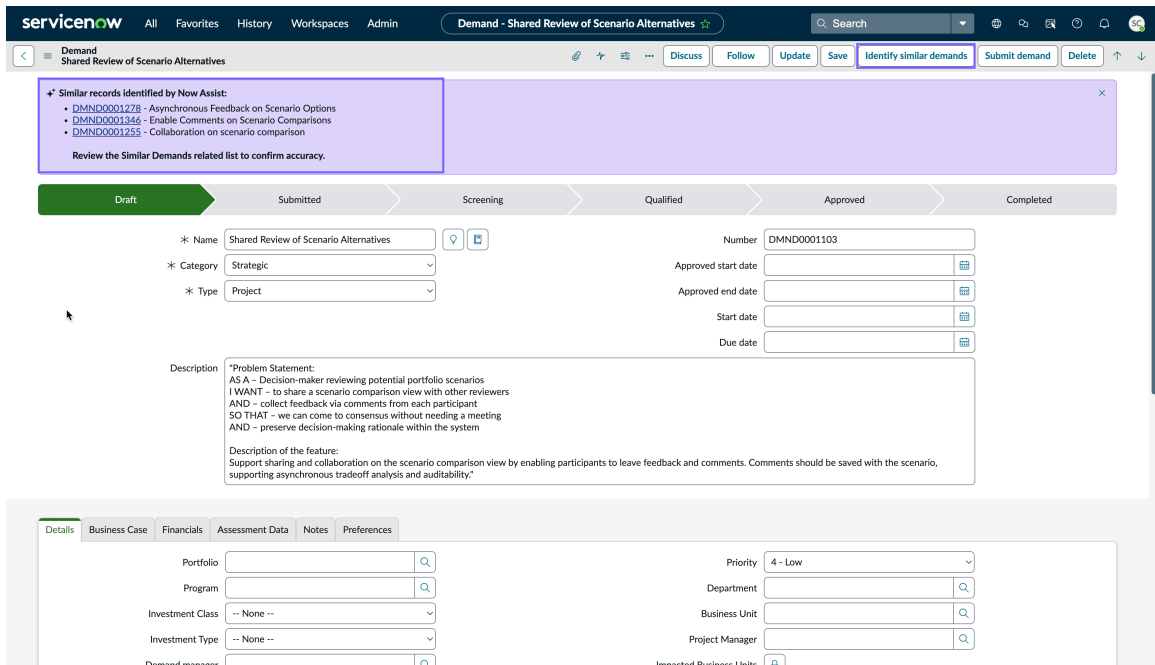 servicenow All Favorites History Workspaces Admin Demand - Shared Review of Scenario Alternatives ☆ Search SC
Demand
Shared Review of Scenario Alternatives
Discuss Follow Update Save Identify similar demands Submit demand Delete
Similar records identified by Now Assist:
• DMND0001278 - Asynchronous Feedback on Scenario Options
• DMND0001346 - Enable Comments on Scenario Comparisons
• DMND0001255 - Collaboration on scenario comparison
Review the Similar Demands related list to confirm accuracy.
Draft Submitted Screening Qualified Approved Completed
* Name Shared Review of Scenario Alternatives Number DMND0001103
* Category Strategic Approved start date
* Type Project Approved end date
Start date
Due date
Description "Problem Statement:
AS A – Decision-maker reviewing potential portfolio scenarios
I WANT – to share a scenario comparison view with other reviewers
AND – collect feedback via comments from each participant
SO THAT – we can come to consensus without needing a meeting
AND – preserve decision-making rationale within the system
Description of the feature:
Support sharing and collaboration on the scenario comparison view by enabling participants to leave feedback and comments. Comments should be saved with the scenario,
supporting asynchronous tradeoff analysis and auditability."
Details Business Case Financials Assessment Data Notes Preferences
Portfolio Priority 4 - Low
Program Department
Investment Class -- None -- Business Unit
Investment Type -- None -- Project Manager
Demand manager Impacted Business Units